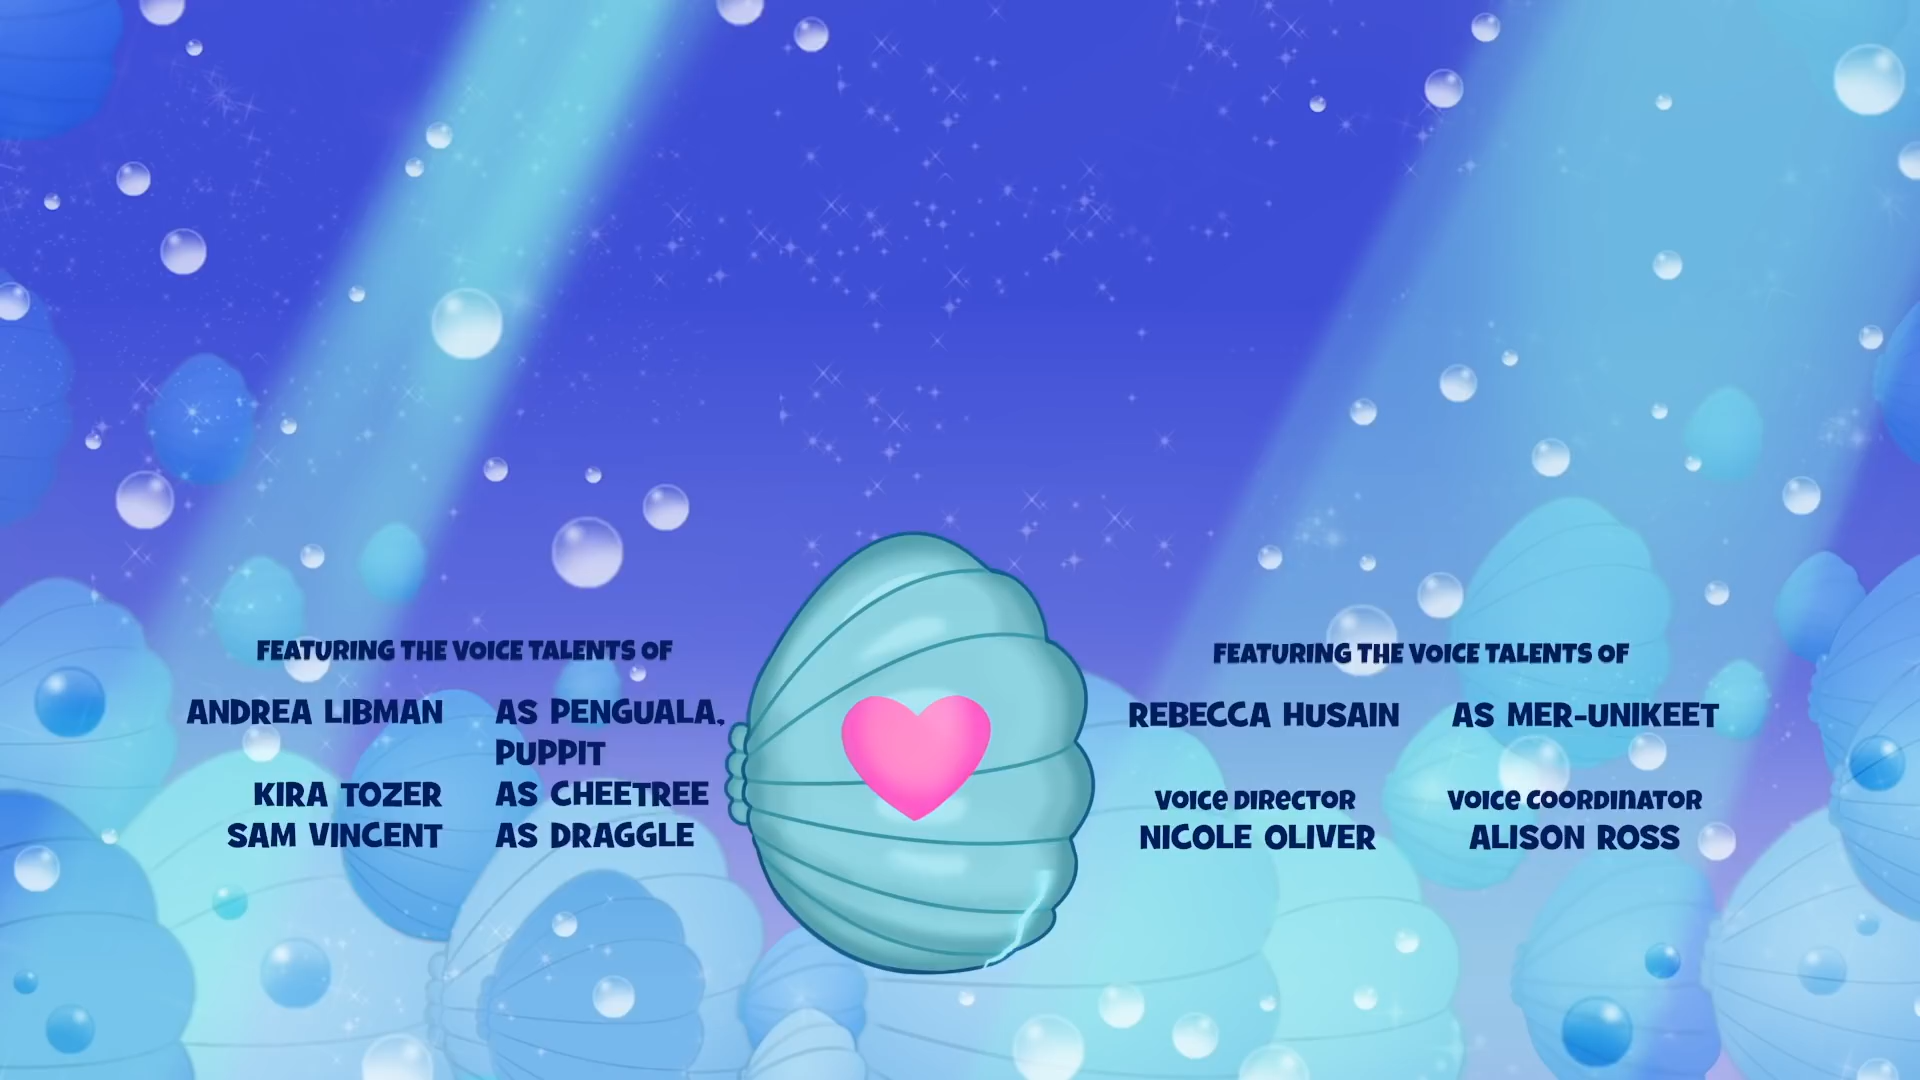 FEATURING THE VOICE TALENTS OF
ANDREA LIBMAN AS PENGUALA,
PUPPIT
KIRA TOZER AS CHEETREE
SAM VINCENT AS DRAGGLE
FEATURING THE VOICE TALENTS OF
REBECCA HUSAIN AS MER-UNIKEET
VOICE DIRECTOR
NICOLE OLIVER
VOICE COORDINATOR
ALISON ROSS